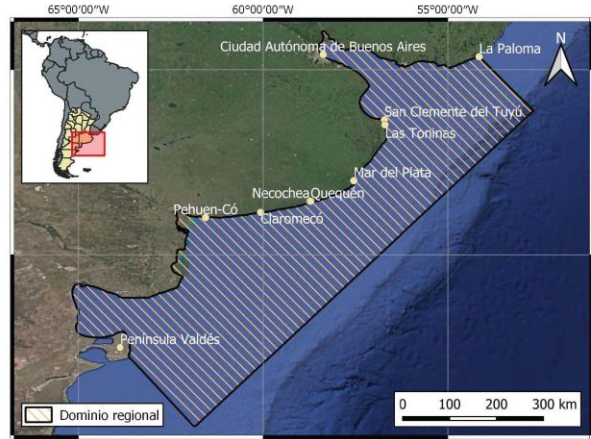 65°00'00"W 60°00'00"W 55°00'00"W
Ciudad Autónoma de Buenos Aires
La Paloma
San Clemente del Tuyú
Las Toninas
Mar del Plata
Necochea Quequén
Pehuen-Có
Claromecó
Península Valdés
Dominio regional
0 100 200 300 km